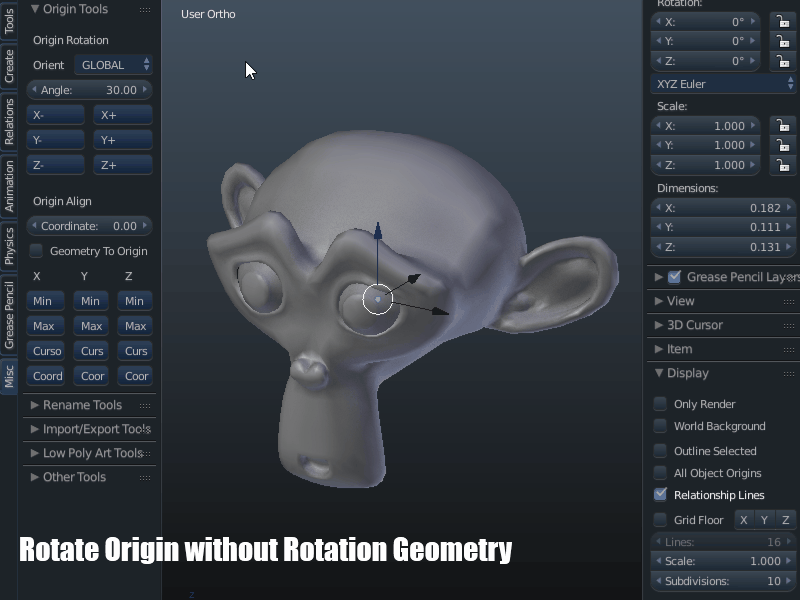 Tools
Create
Relations
Animation
Physics
Grease Pencil
Misc
Origin Tools
Origin Rotation
Orient GLOBAL
Angle: 30.00
X- X+
Y- Y+
Z- Z+
Origin Align
Coordinate: 0.00
Geometry To Origin
X Y Z
Min Min Min
Max Max Max
Curso Curs Curs
Coord Coor Coor
Rename Tools
Import/Export Tools
Low Poly Art Tools
Other Tools
User Ortho
Rotate Origin without Rotation Geometry
z
Rotation:
X: 0°
Y: 0°
Z: 0°
XYZ Euler
Scale:
X: 1.000
Y: 1.000
Z: 1.000
Dimensions:
X: 0.182
Y: 0.111
Z: 0.131
Grease Pencil Layers
View
3D Cursor
Item
Display
Only Render
World Background
Outline Selected
All Object Origins
Relationship Lines
Grid Floor X Y Z
Lines: 16
Scale: 1.000
Subdivisions: 10